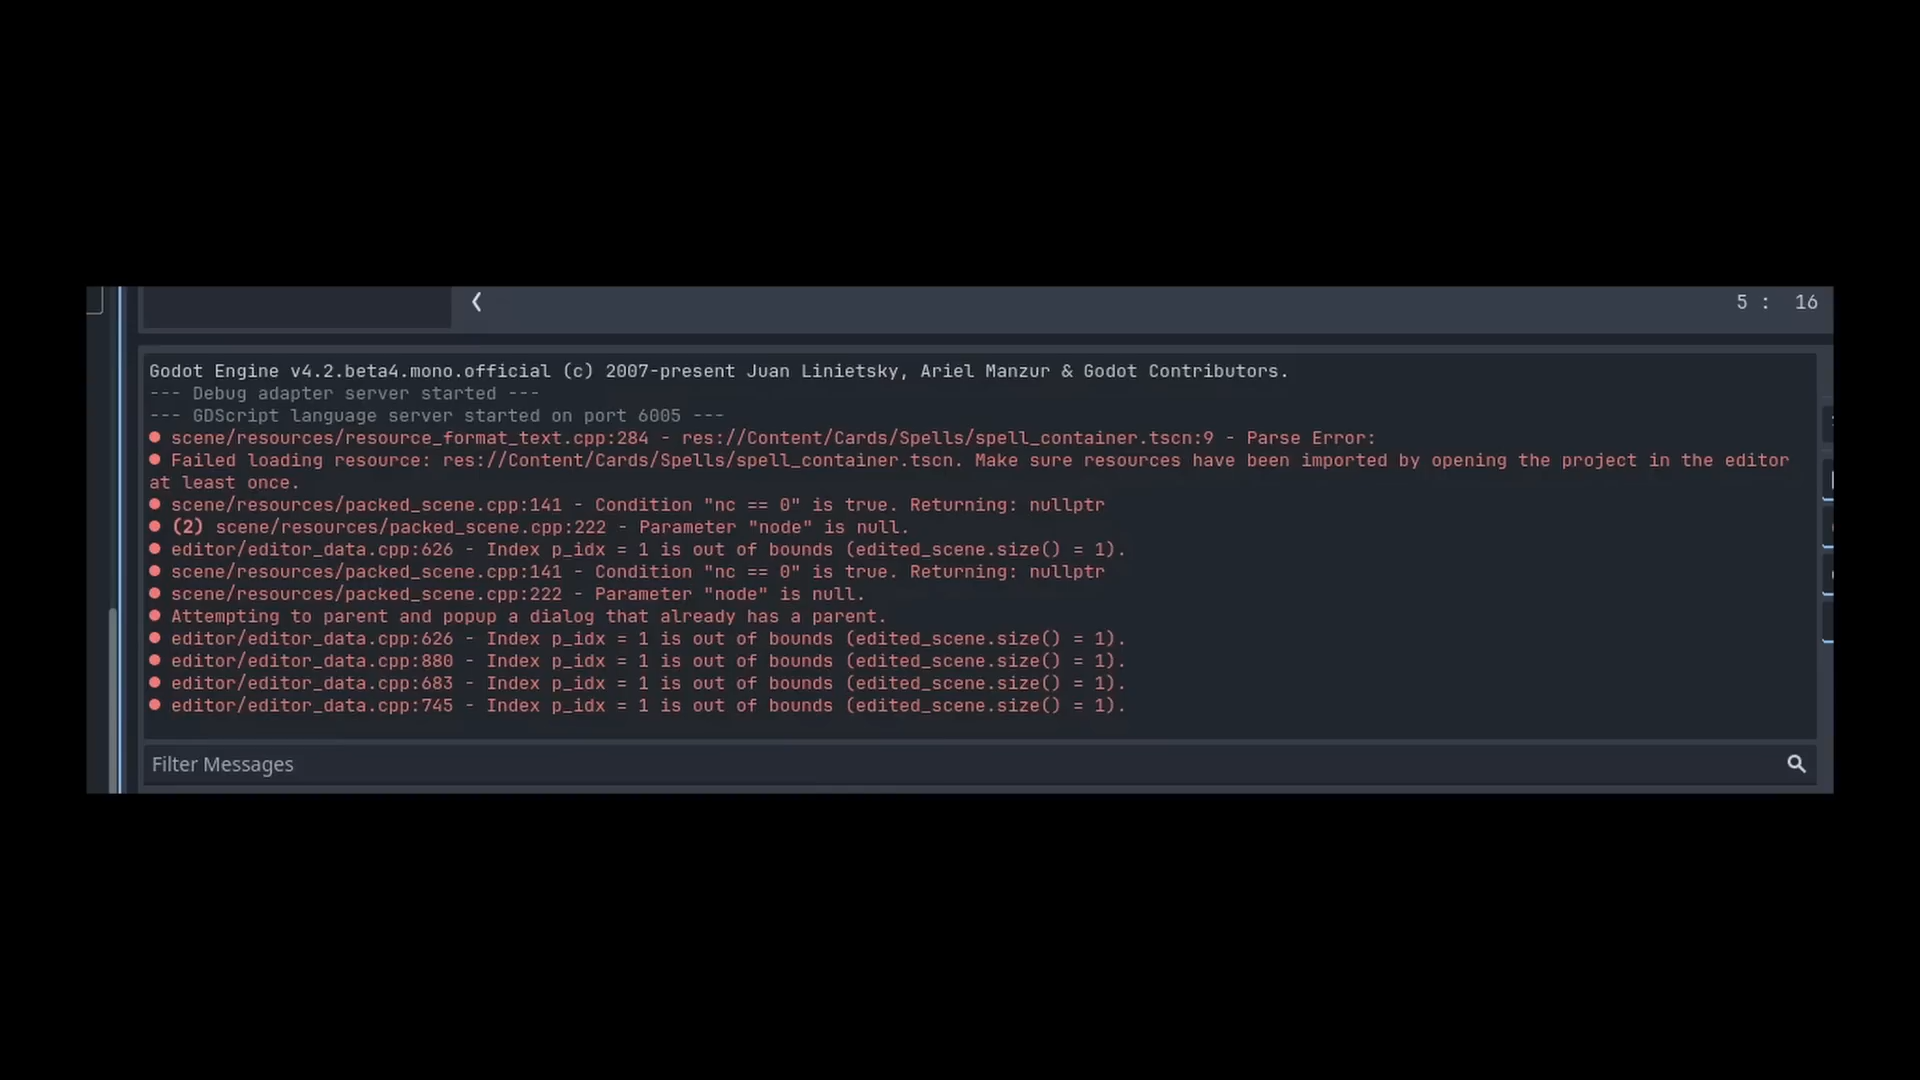 5 : 16
Godot Engine v4.2.beta4.mono.official (c) 2007-present Juan Linietsky, Ariel Manzur & Godot Contributors.
--- Debug adapter server started ---
--- GDScript language server started on port 6005 ---
scene/resources/resource_format_text.cpp:284 - res://Content/Cards/Spells/spell_container.tscn:9 - Parse Error:
Failed loading resource: res://Content/Cards/Spells/spell_container.tscn. Make sure resources have been imported by opening the project in the editor
at least once.
scene/resources/packed_scene.cpp:141 - Condition "nc == 0" is true. Returning: nullptr
(2) scene/resources/packed_scene.cpp:222 - Parameter "node" is null.
editor/editor_data.cpp:626 - Index p_idx = 1 is out of bounds (edited_scene.size() = 1).
scene/resources/packed_scene.cpp:141 - Condition "nc == 0" is true. Returning: nullptr
scene/resources/packed_scene.cpp:222 - Parameter "node" is null.
Attempting to parent and popup a dialog that already has a parent.
editor/editor_data.cpp:626 - Index p_idx = 1 is out of bounds (edited_scene.size() = 1).
editor/editor_data.cpp:880 - Index p_idx = 1 is out of bounds (edited_scene.size() = 1).
editor/editor_data.cpp:683 - Index p_idx = 1 is out of bounds (edited_scene.size() = 1).
editor/editor_data.cpp:745 - Index p_idx = 1 is out of bounds (edited_scene.size() = 1).
Filter Messages